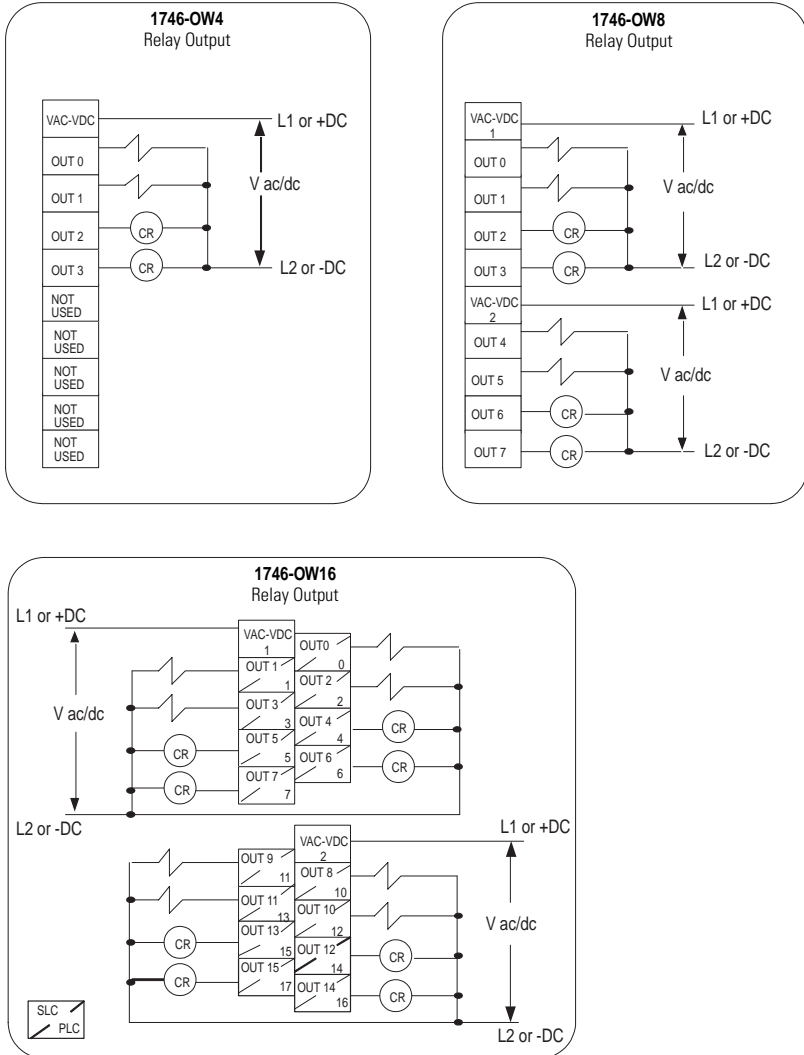 1746-OW4
Relay Output
VAC-VDC
L1 or +DC
OUT 0
OUT 1
V ac/dc
OUT 2
CR
OUT 3
CR
L2 or -DC
NOT
USED
NOT
USED
NOT
USED
NOT
USED
NOT
USED
1746-OW8
Relay Output
VAC-VDC
1
L1 or +DC
OUT 0
OUT 1
V ac/dc
OUT 2
CR
OUT 3
CR
L2 or -DC
VAC-VDC
2
L1 or +DC
OUT 4
OUT 5
V ac/dc
OUT 6
CR
OUT 7
CR
L2 or -DC
1746-OW16
Relay Output
L1 or +DC
VAC-VDC
1
OUT0
0
OUT 1
1
OUT 2
2
V ac/dc
OUT 3
3
OUT 4
4
CR
CR
OUT 5
5
OUT 6
6
CR
CR
OUT 7
7
L2 or -DC
L1 or +DC
VAC-VDC
2
OUT 9
11
OUT 8
10
OUT 11
13
OUT 10
12
V ac/dc
CR
OUT 13
15
OUT 12
14
CR
CR
OUT 15
17
OUT 14
16
CR
SLC
PLC
L2 or -DC